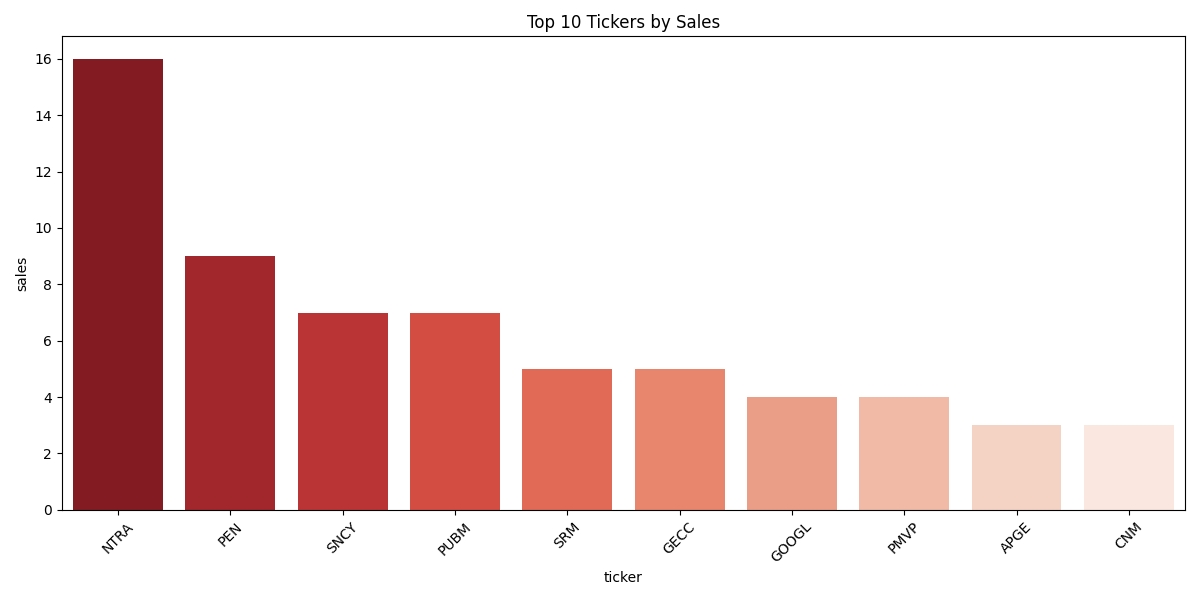 Top 10 Tickers by Sales
sales
16
14
12
10
8
6
4
2
0
NTRA
PEN
SNCY
PUBM
SRM
GECC
GOOGL
PMVP
APGE
CNM
ticker